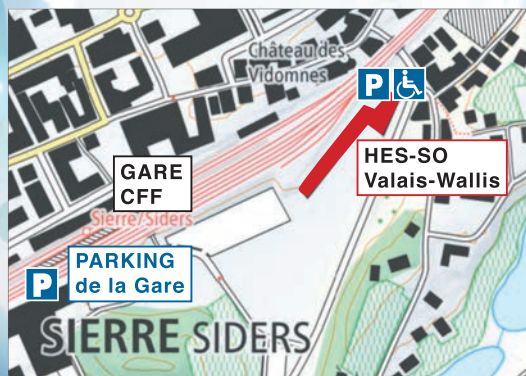 Château des
Vidomnes
P
HES-SO
Valais-Wallis
GARE
CFF
Sierre/Siders
P
PARKING
de la Gare
SIERRE SIDERS